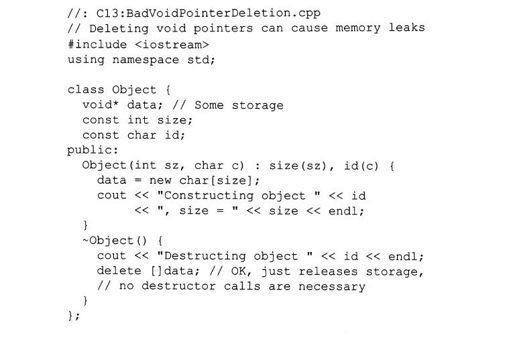 //: C13:BadVoidPointerDeletion.cpp
// Deleting void pointers can cause memory leaks
#include <iostream>
using namespace std;

class Object {
  void* data; // Some storage
  const int size;
  const char id;
public:
  Object(int sz, char c) : size(sz), id(c) {
    data = new char[size];
    cout << "Constructing object " << id
         << ", size = " << size << endl;
  }
  ~Object() {
    cout << "Destructing object " << id << endl;
    delete []data; // OK, just releases storage,
    // no destructor calls are necessary
  }
};